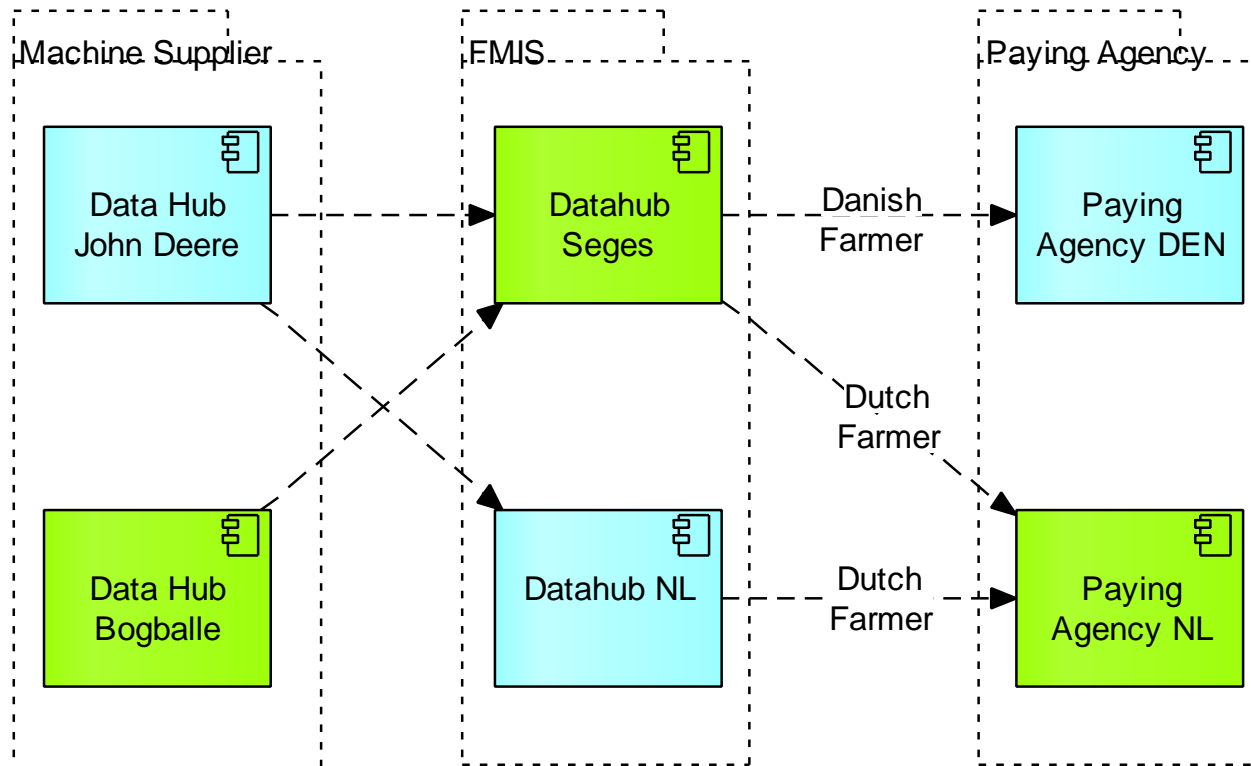 Machine Supplier
FMIS
Paying Agency
Data Hub
John Deere
Datahub
Seges
Danish
Farmer
Paying
Agency DEN
Dutch
Farmer
Data Hub
Bogballe
Datahub NL
Dutch
Farmer
Paying
Agency NL